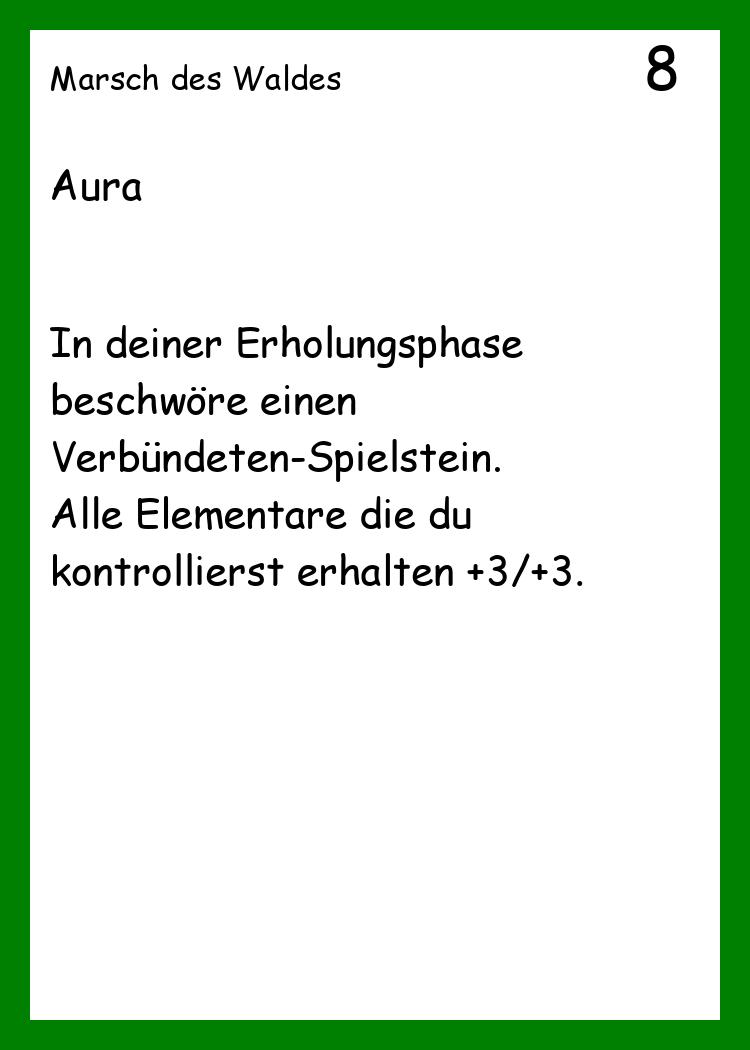 Marsch des Waldes
8
Aura
In deiner Erholungsphase
beschwöre einen
Verbündeten-Spielstein.
Alle Elementare die du
kontrollierst erhalten +3/+3.